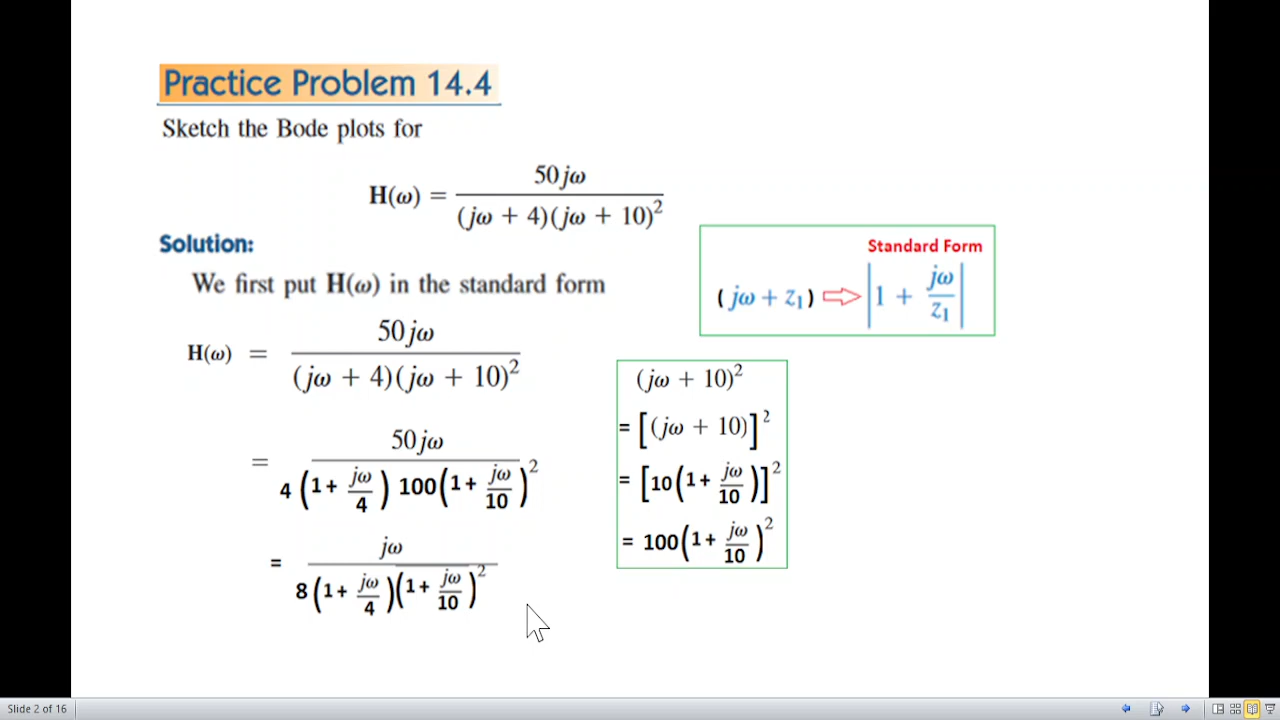 Practice Problem 14.4
Sketch the Bode plots for
H(ω) = 50jω / (jω + 4)(jω + 10)²
Solution:
We first put H(ω) in the standard form
Standard Form
( jω + z₁ ) ⇨ |1 + jω/z₁|
H(ω) = 50jω / (jω + 4)(jω + 10)²
= 50jω / 4(1+ jω/4) 100(1+ jω/10)²
= jω / 8(1+ jω/4)(1+ jω/10)²
(jω + 10)²
= [(jω + 10)]²
= [10(1+ jω/10)]²
= 100(1+ jω/10)²
Slide 2 of 16